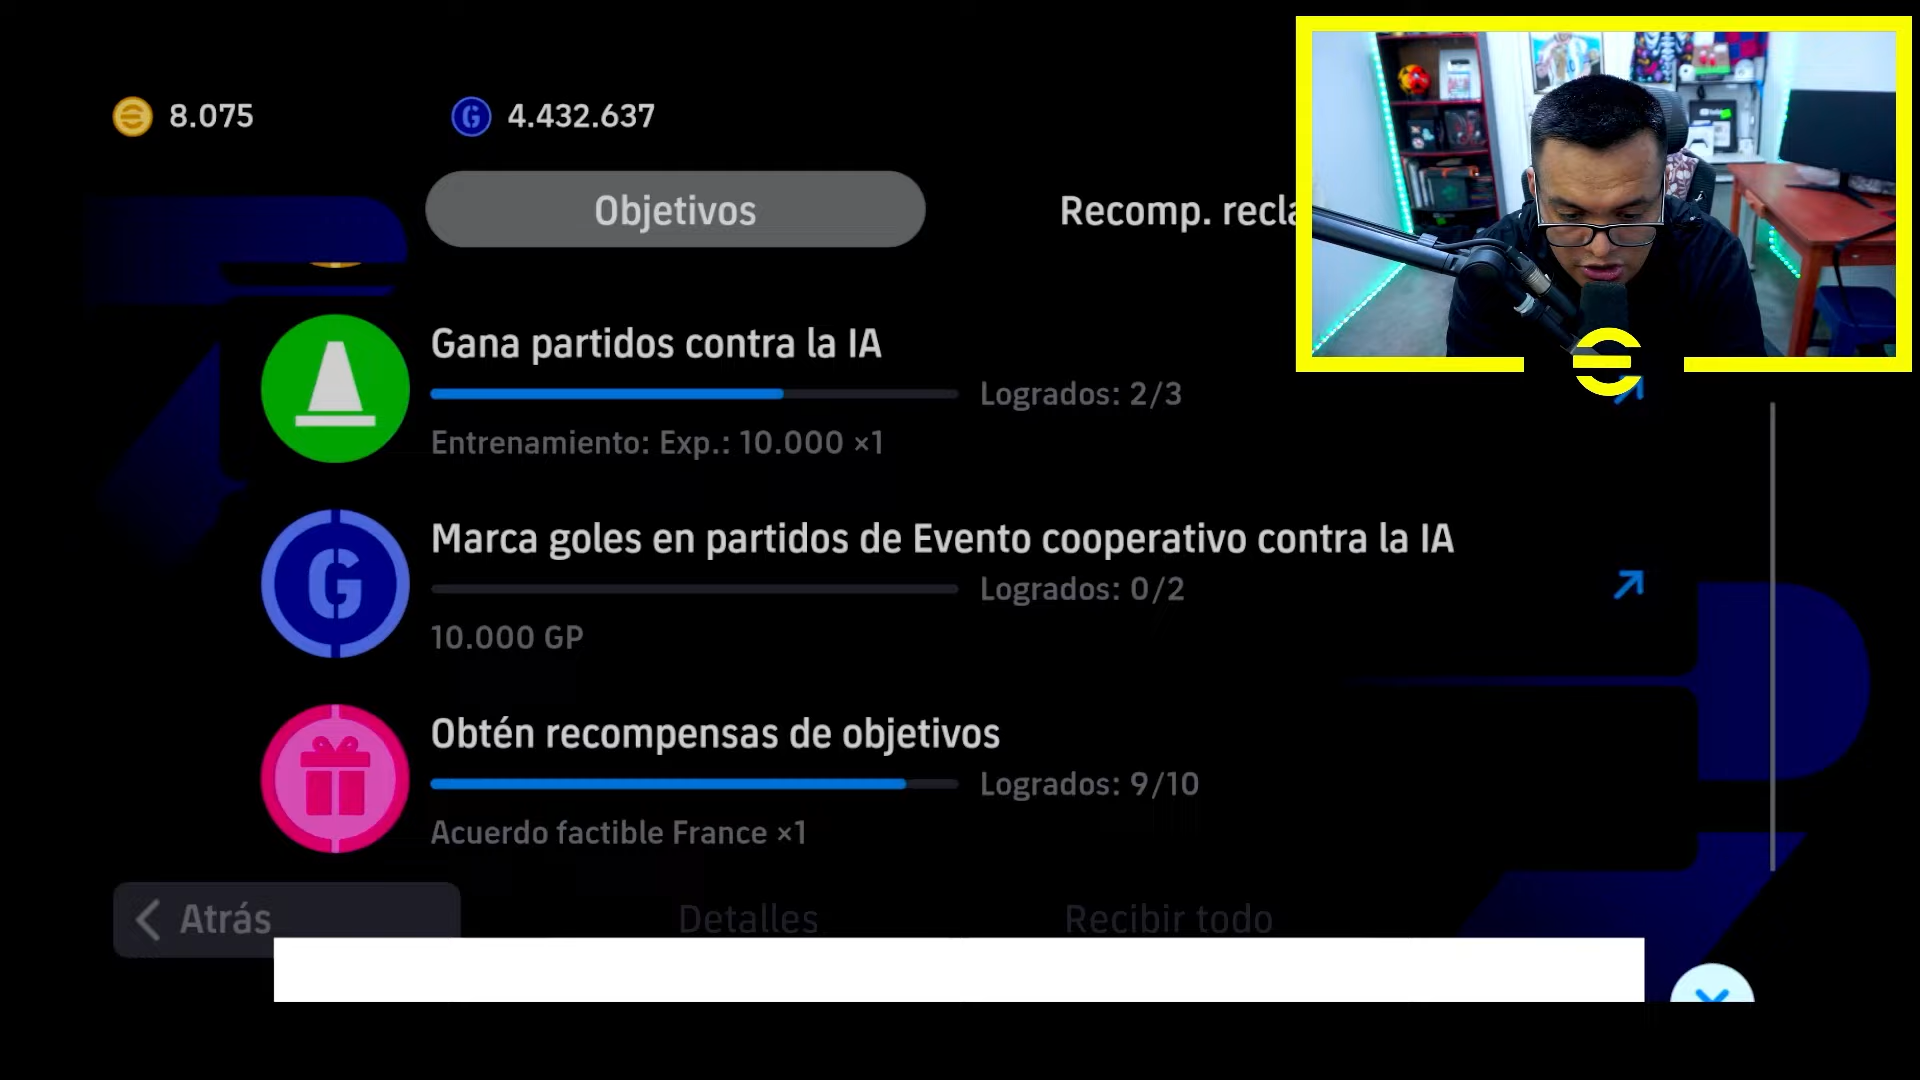 8.075
4.432.637
Objetivos
Recomp. recla
Gana partidos contra la IA
Logrados: 2/3
Entrenamiento: Exp.: 10.000 ×1
Marca goles en partidos de Evento cooperativo contra la IA
Logrados: 0/2
10.000 GP
Obtén recompensas de objetivos
Logrados: 9/10
Acuerdo factible France ×1
Atrás
Detalles
Recibir todo